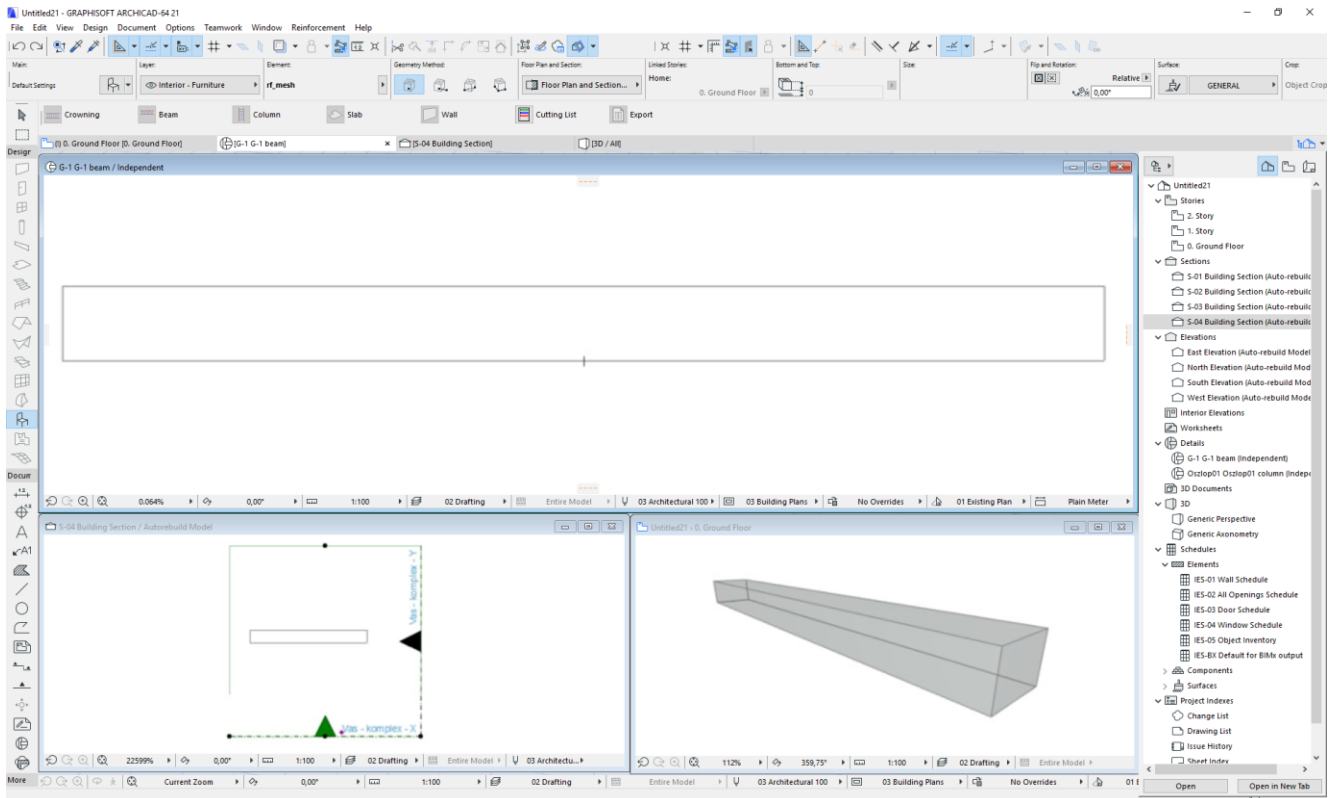 Untitled21 - GRAPHISOFT ARCHICAD-64 21
File Edit View Design Document Options Teamwork Window Reinforcement Help
Main: Layer: Element: Geometry Method: Floor Plan and Section: Linked Stories: Bottom and Top: Size: Flip and Rotation: Surface: Crop:
Default Settings Interior - Furniture rf_mesh Floor Plan and Section... Home: 0. Ground Floor 0 Relative 0,00° GENERAL Object Crop
Crowning Beam Column Slab Wall Cutting List Export
(I) 0. Ground Floor [0. Ground Floor] [G-1 G-1 beam] [S-04 Building Section] [3D / All]
Design
G-1 G-1 beam / Independent
Untitled21
Stories
2. Story
1. Story
0. Ground Floor
Sections
S-01 Building Section (Auto-rebuild
S-02 Building Section (Auto-rebuild
S-03 Building Section (Auto-rebuild
S-04 Building Section (Auto-rebuild
Elevations
East Elevation (Auto-rebuild Model
North Elevation (Auto-rebuild Mod
South Elevation (Auto-rebuild Mod
West Elevation (Auto-rebuild Mode
Interior Elevations
Worksheets
Details
G-1 G-1 beam (Independent)
Oszlop01 Oszlop01 column (Indepe
3D Documents
3D
Generic Perspective
Generic Axonometry
Schedules
Elements
IES-01 Wall Schedule
IES-02 All Openings Schedule
IES-03 Door Schedule
IES-04 Window Schedule
IES-05 Object Inventory
IES-BX Default for BIMx output
Components
Surfaces
Project Indexes
Change List
Drawing List
Issue History
Sheet Index
Open Open in New Tab
Docum
A1
More
0.064% 0,00° 1:100 02 Drafting Entire Model 03 Architectural 100 03 Building Plans No Overrides 01 Existing Plan Plain Meter
S-04 Building Section / Autorebuild Model
Vas - komplex - Y
Vas - komplex - X
22599% 0,00° 1:100 02 Drafting Entire Model 03 Architectu...
Untitled21 - 0. Ground Floor
112% 359,75° 1:100 02 Drafting Entire Model
Current Zoom 0,00° 1:100 02 Drafting Entire Model 03 Architectural 100 03 Building Plans No Overrides 01 E